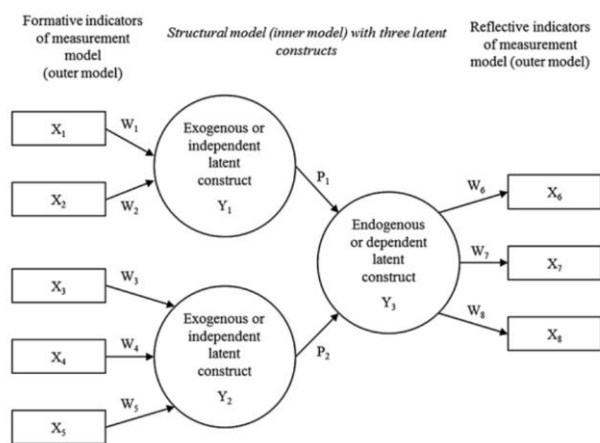 Formative indicators
of measurement
model
(outer model)
Structural model (inner model) with three latent
constructs
Reflective indicators
of measurement
model (outer model)
X1
W1
X2
W2
Exogenous or
independent
latent
construct
Y1
P1
X3
W3
X4
W4
X5
W5
Exogenous or
independent
latent
construct
Y2
P2
Endogenous
or dependent
latent
construct
Y3
W6
X6
W7
X7
W8
X8